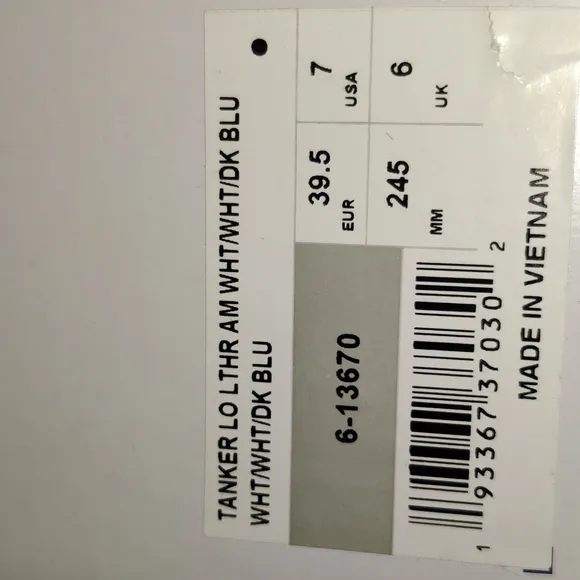 TANKER LO LTHR AM WHT/WHT/DK BLU
WHT/WHT/DK BLU
6-13670
39.5
EUR
7
USA
245
MM
6
UK
1 93367 37030 2
MADE IN VIETNAM